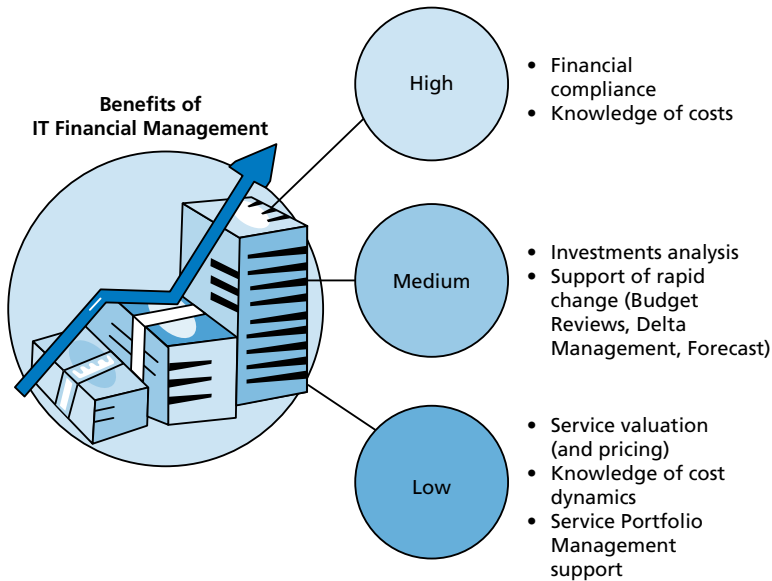 Benefits of
IT Financial Management
High
• Financial
compliance
• Knowledge of costs
Medium
• Investments analysis
• Support of rapid
change (Budget
Reviews, Delta
Management, Forecast)
Low
• Service valuation
(and pricing)
• Knowledge of cost
dynamics
• Service Portfolio
Management
support